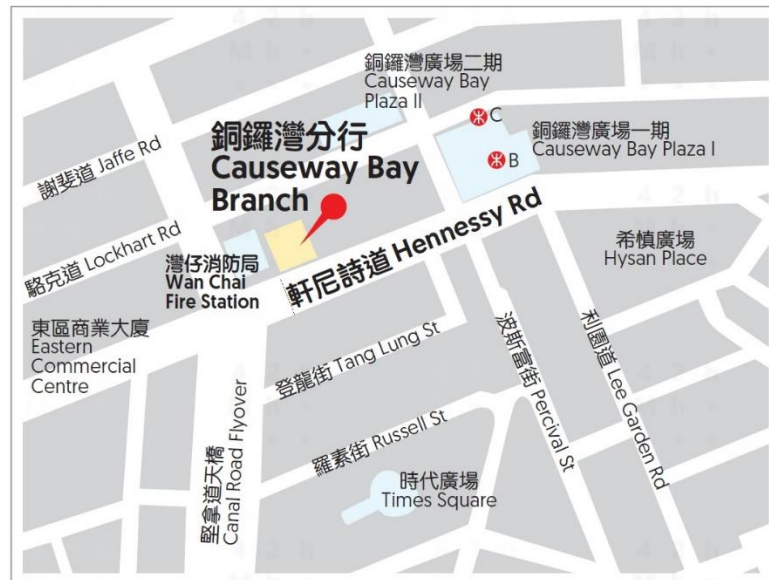 銅鑼灣廣場二期
Causeway Bay
Plaza II
C
銅鑼灣廣場一期
Causeway Bay Plaza I
B
銅鑼灣分行
Causeway Bay
Branch
謝斐道 Jaffe Rd
駱克道 Lockhart Rd
灣仔消防局
Wan Chai
Fire Station
軒尼詩道 Hennessy Rd
希慎廣場
Hysan Place
東區商業大廈
Eastern
Commercial
Centre
登龍街 Tang Lung St
波斯富街 Percival St
利園道 Lee Garden Rd
羅素街 Russell St
堅拿道天橋
Canal Road Flyover
時代廣場
Times Square